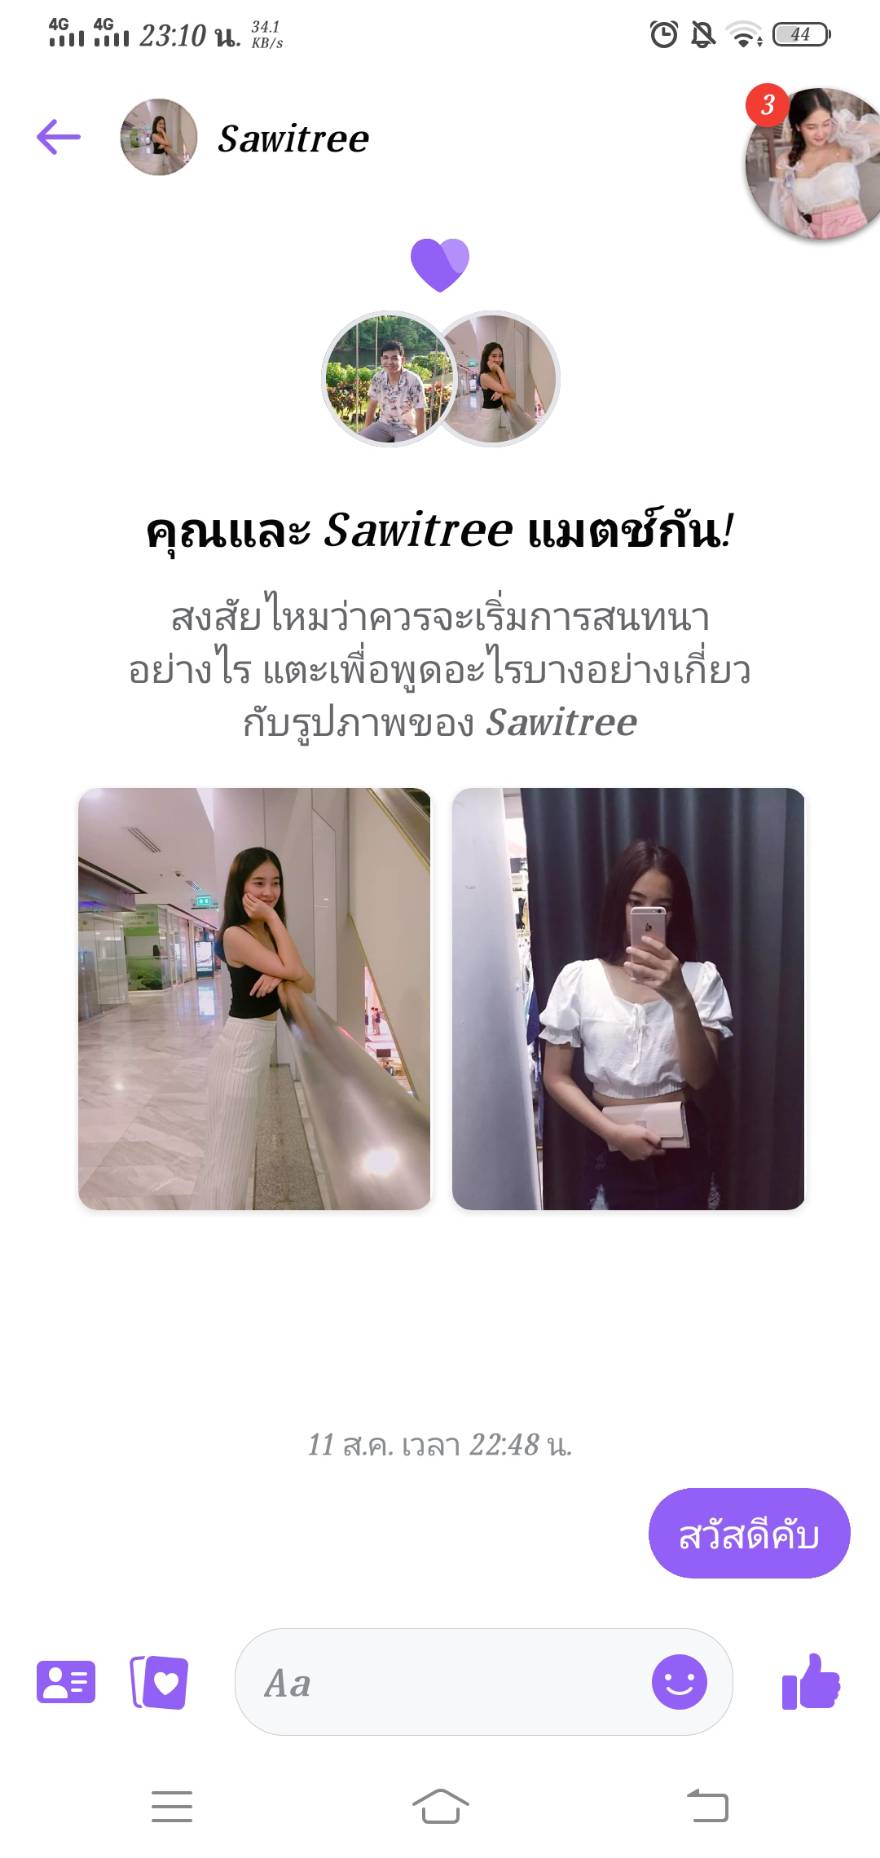 4G 4G 23:10 น. 34.1 KB/s 44
Sawitree
3
คุณและ Sawitree แมตช์กัน!
สงสัยไหมว่าควรจะเริ่มการสนทนา
อย่างไร แตะเพื่อพูดอะไรบางอย่างเกี่ยว
กับรูปภาพของ Sawitree
11 ส.ค. เวลา 22:48 น.
สวัสดีคับ
Aa